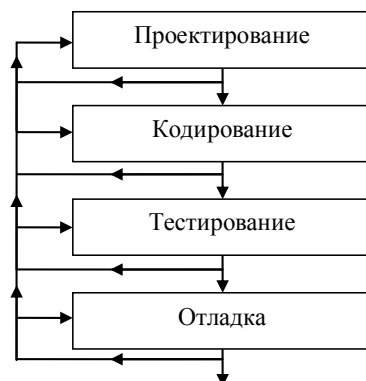 Проектирование
Кодирование
Тестирование
Отладка